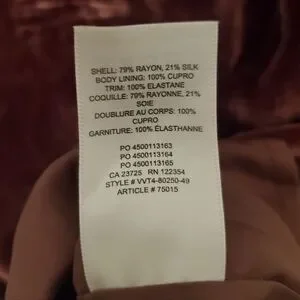 SHELL: 79% RAYON, 21% SILK
BODY LINING: 100% CUPRO
TRIM: 100% ELASTANE
COQUILLE: 79% RAYONNE, 21%
SOIE
DOUBLURE AU CORPS: 100%
CUPRO
GARNITURE: 100% ÉLASTHANNE
PO 4500113163
PO 4500113164
PO 4500113165
CA 23725 RN 122354
STYLE # VVT4-80250-49
ARTICLE # 75015